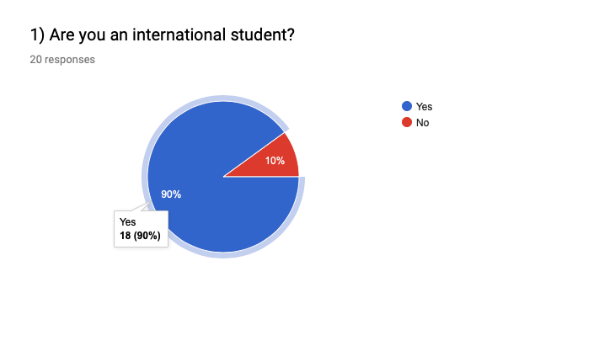 1) Are you an international student?
20 responses
Yes
No
10%
90%
Yes
18 (90%)